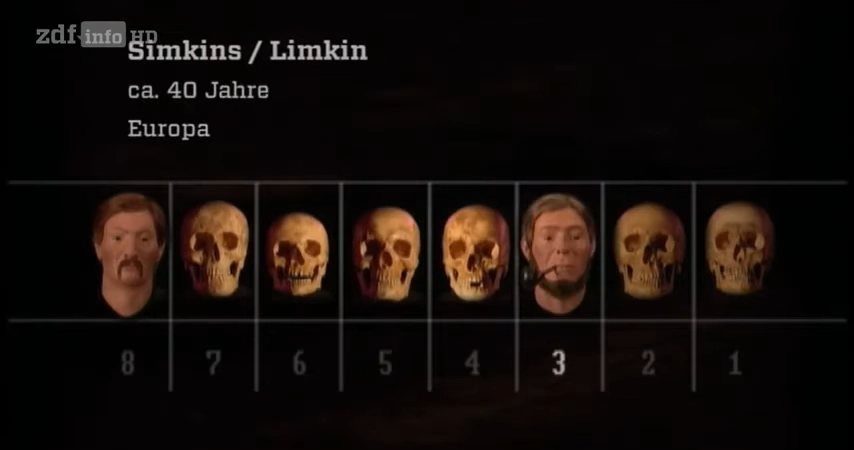 zdf info HD
Simkins / Limkin
ca. 40 Jahre
Europa
8 7 6 5 4 3 2 1